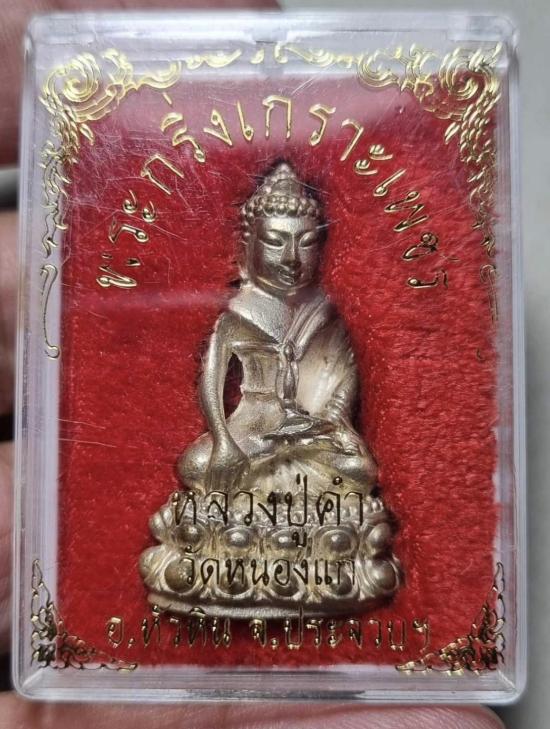 พระกริ่งเกราะเพชร
หลวงปู่คำ
วัดหนองแก
อ.หัวหิน จ.ประจวบฯ